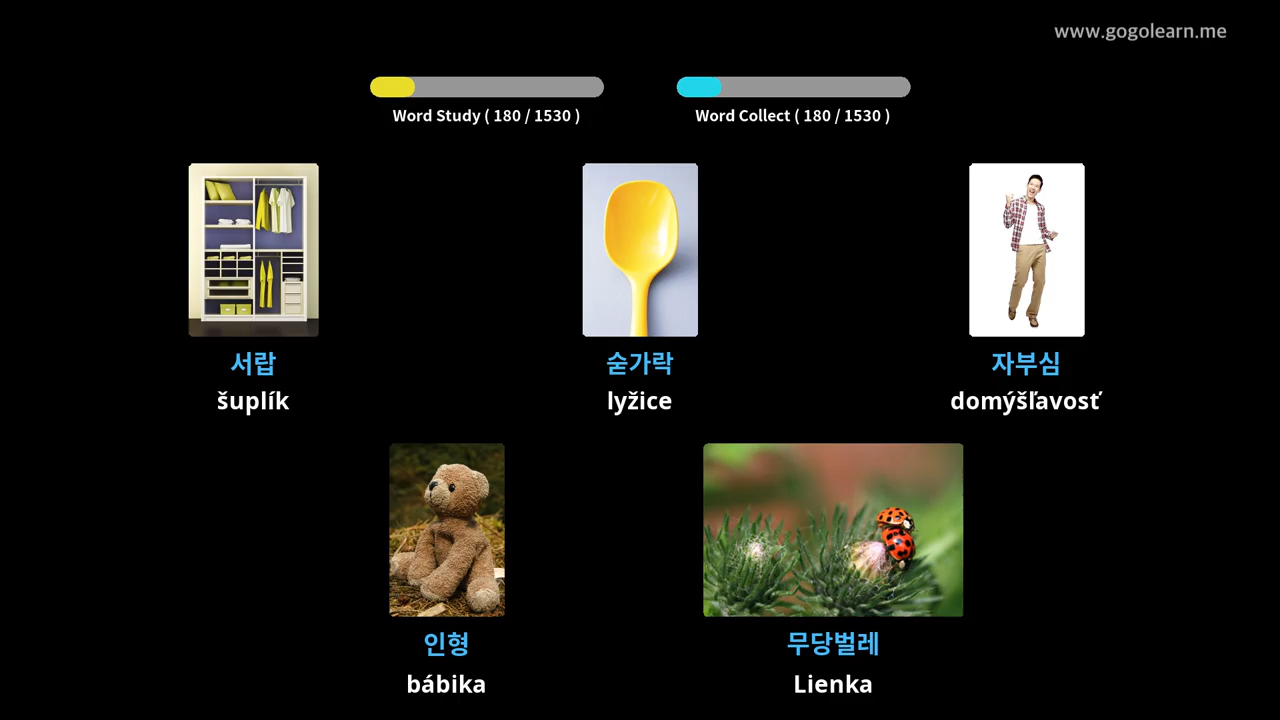 www.gogolearn.me
Word Study ( 180 / 1530 )
Word Collect ( 180 / 1530 )
서랍
šuplík
숟가락
lyžice
자부심
domýšľavosť
인형
bábika
무당벌레
Lienka